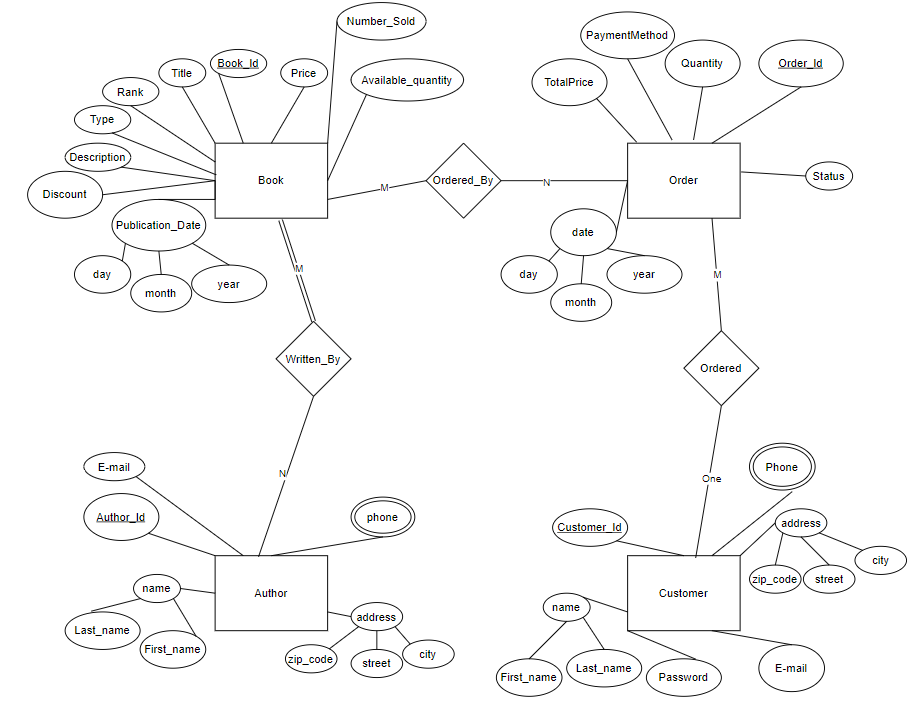 Number_Sold
PaymentMethod
Book_Id
Title
Price
Available_quantity
Rank
Type
Description
Discount
Book
Publication_Date
day
month
year
M
Ordered_By
N
TotalPrice
Quantity
Order_Id
Order
Status
date
day
month
year
M
Written_By
N
M
Ordered
One
E-mail
Author_Id
phone
Author
name
Last_name
First_name
address
zip_code
street
city
Phone
Customer_Id
address
zip_code
street
city
Customer
name
First_name
Last_name
Password
E-mail